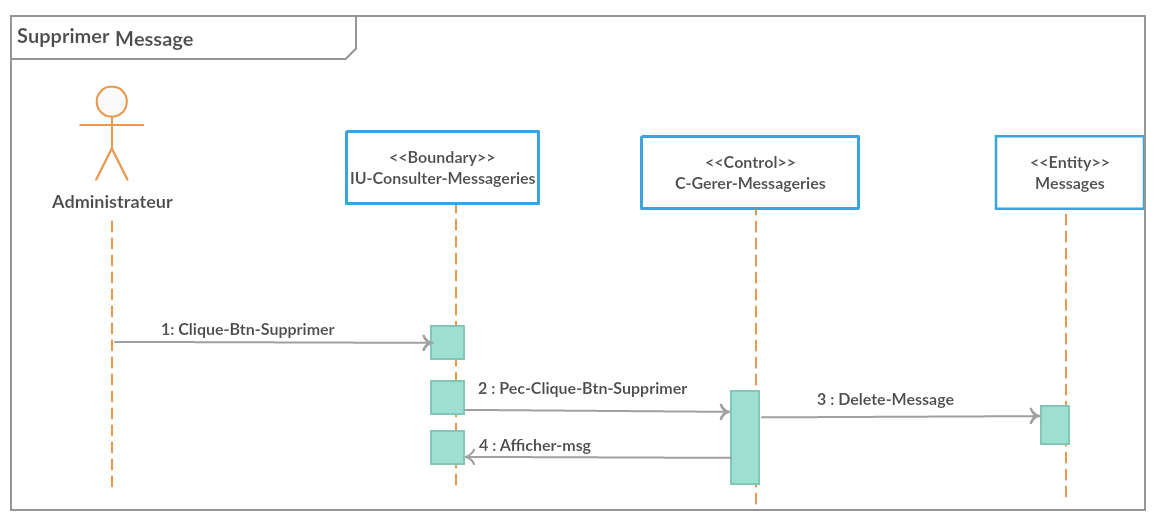 Supprimer Message
Administrateur
<<Boundary>>
IU-Consulter-Messageries
<<Control>>
C-Gerer-Messageries
<<Entity>>
Messages
1: Clique-Btn-Supprimer
2 : Pec-Clique-Btn-Supprimer
3 : Delete-Message
4 : Afficher-msg